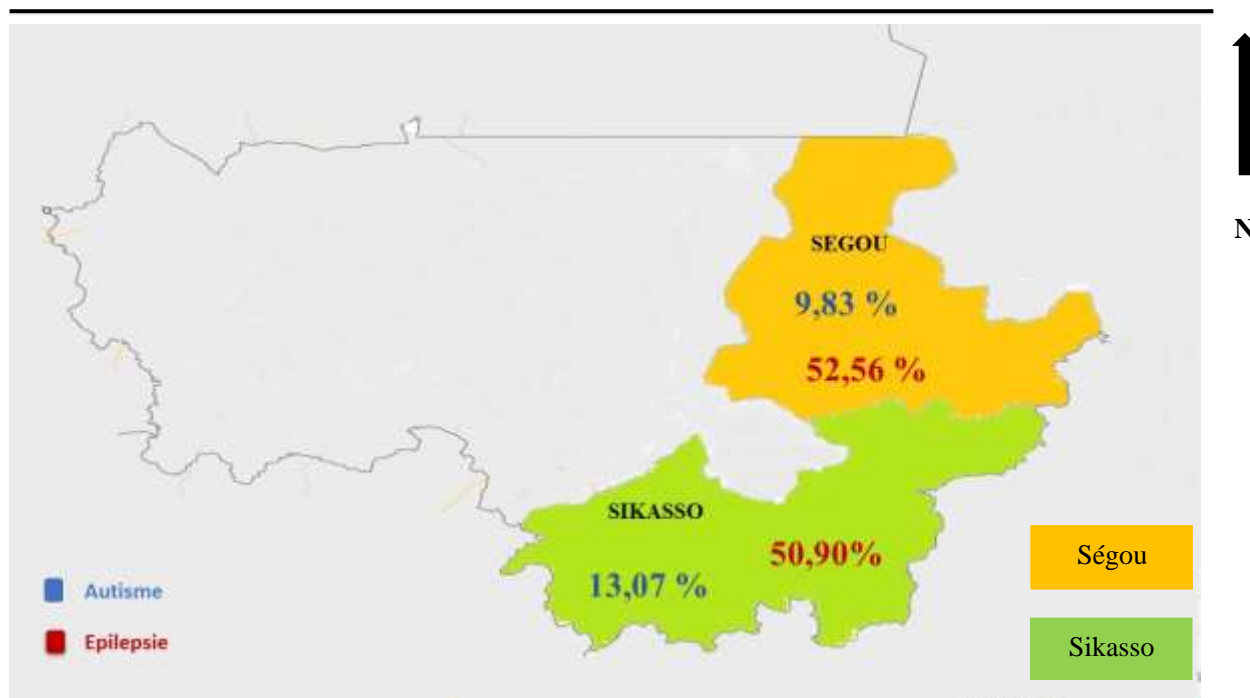 N
SEGOU
9,83 %
52,56 %
SIKASSO
50,90%
13,07 %
Autisme
Epilepsie
Ségou
Sikasso